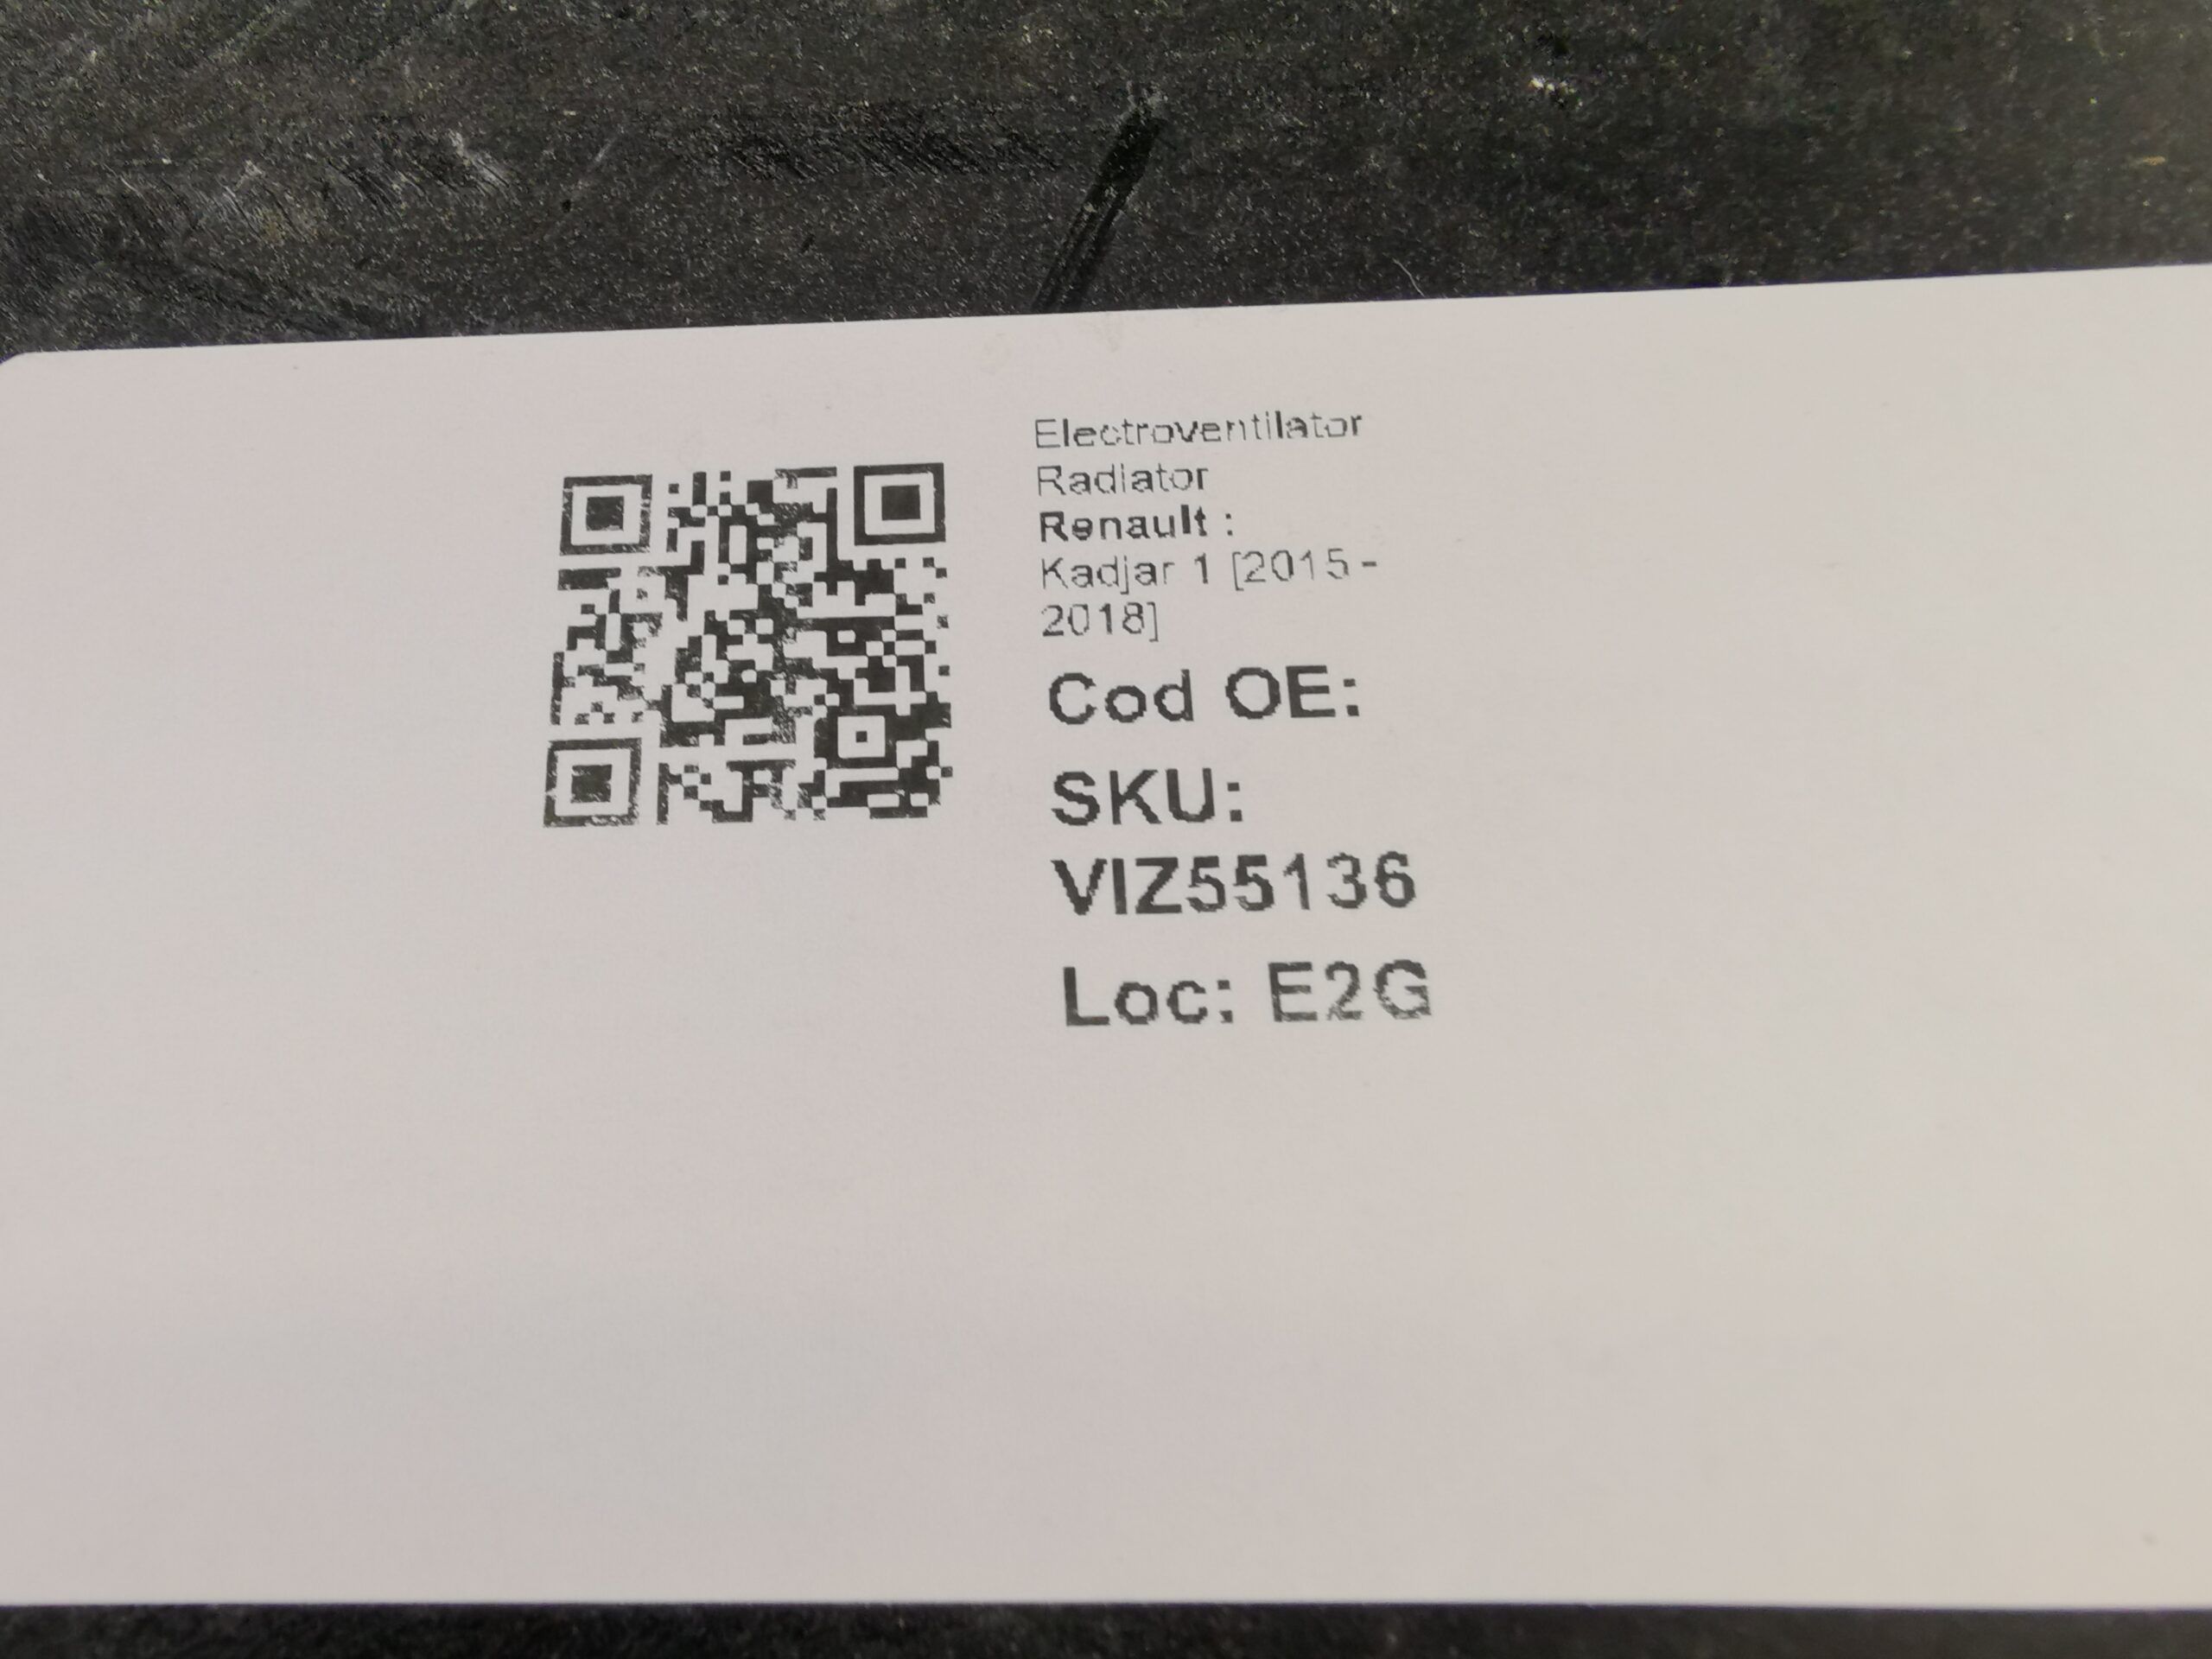 Electroventilator
Radiator
Renault :
Kadjar 1 [2015 -
2018]
Cod OE:
SKU:
VIZ55136
Loc: E2G